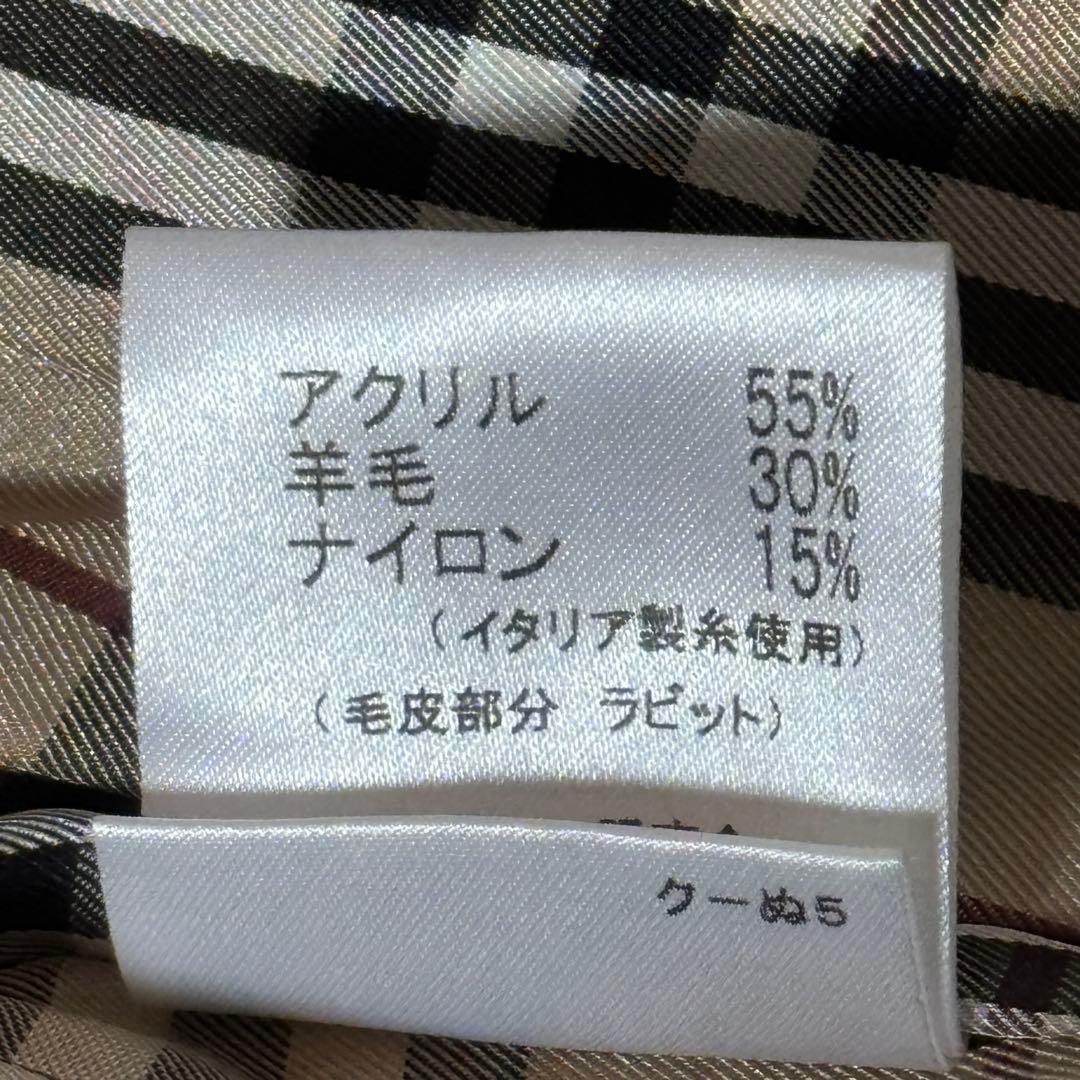 アクリル 55%
羊毛 30%
ナイロン 15%
(イタリア製糸使用)
(毛皮部分 ラビット)
クーぬ5